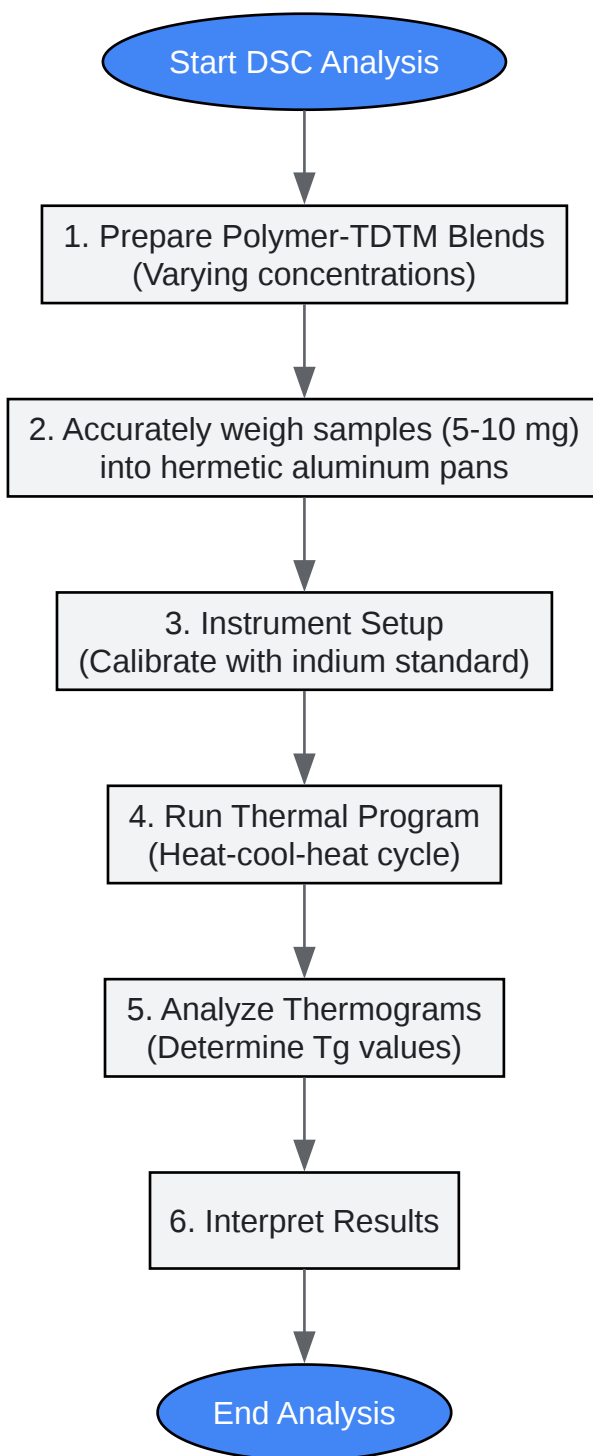 Start DSC Analysis
1. Prepare Polymer-TDTM Blends
(Varying concentrations)
2. Accurately weigh samples (5-10 mg)
into hermetic aluminum pans
3. Instrument Setup
(Calibrate with indium standard)
4. Run Thermal Program
(Heat-cool-heat cycle)
5. Analyze Thermograms
(Determine Tg values)
6. Interpret Results
End Analysis